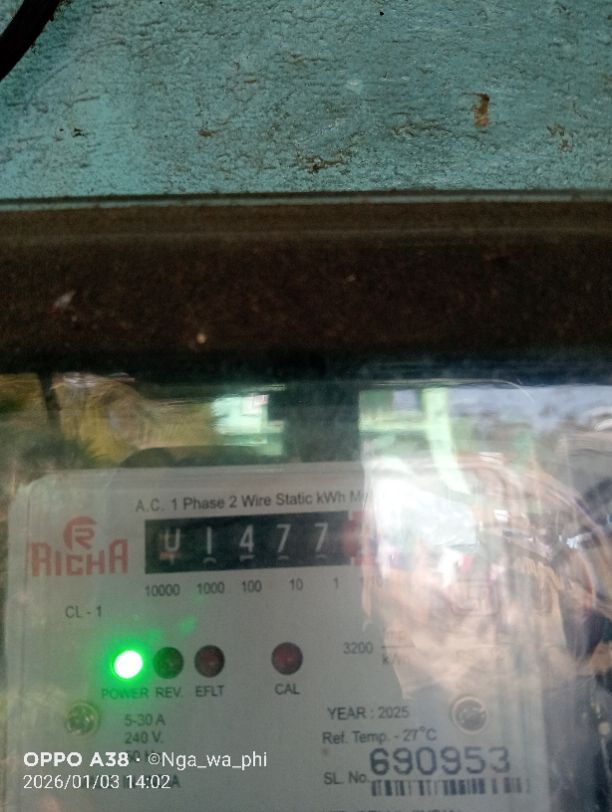 A.C. 1 Phase 2 Wire Static kWh
01477
RICHA
10000 1000 100 10 1
CL - 1
3200
POWER REV. EFLT CAL
5-30 A
YEAR : 2025
240 V.
Ref. Temp. - 27°C
690953
SL. No.
OPPO A38 · ©Nga_wa_phi
2026/01/03 14:02